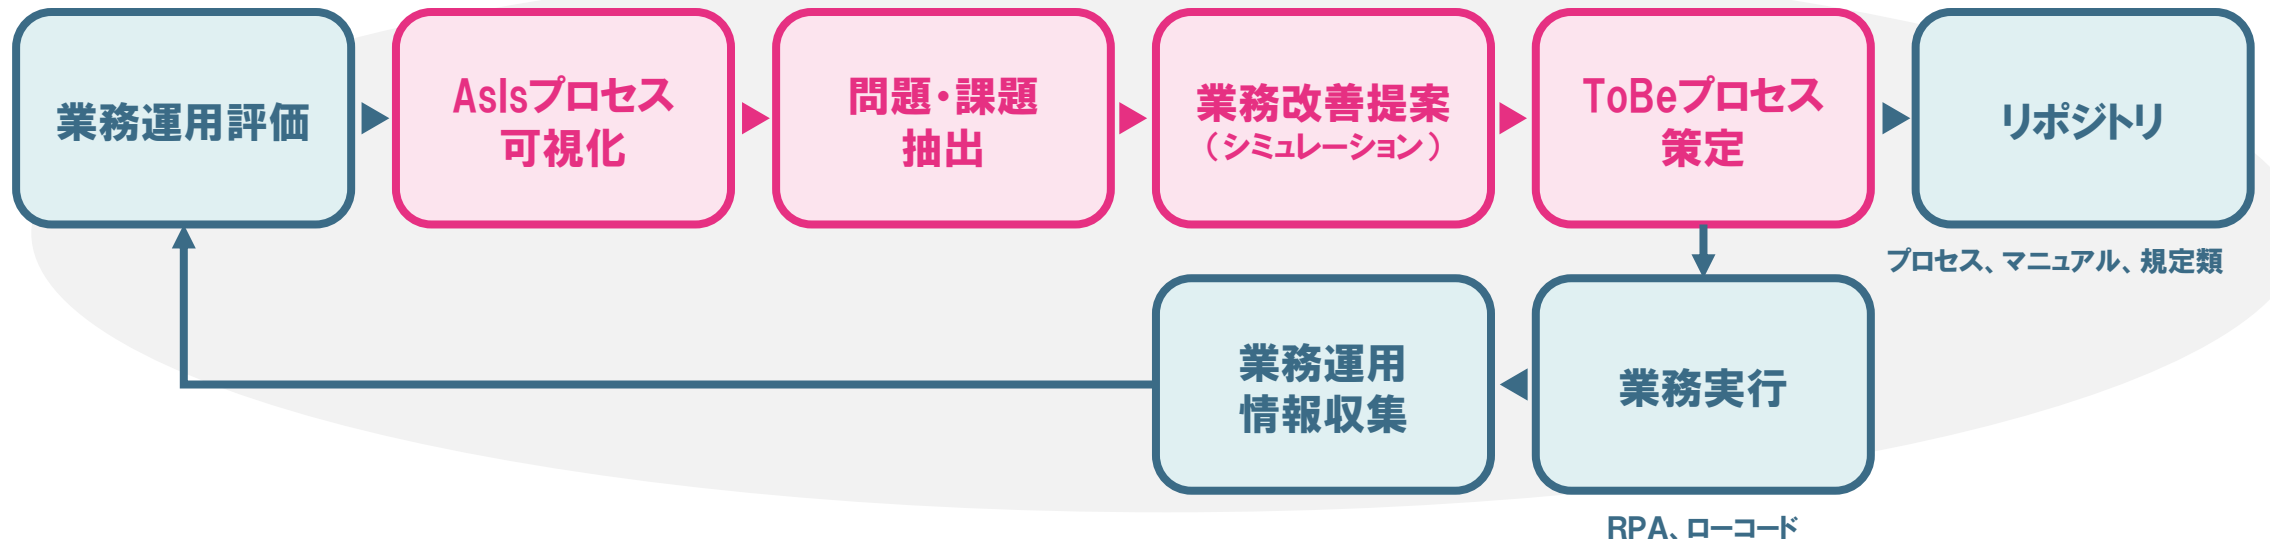 業務運用評価
AsIsプロセス
可視化
問題・課題
抽出
業務改善提案
（シミュレーション）
ToBeプロセス
策定
リポジトリ
プロセス、マニュアル、規定類
業務運用
情報収集
業務実行
RPA、ローコード